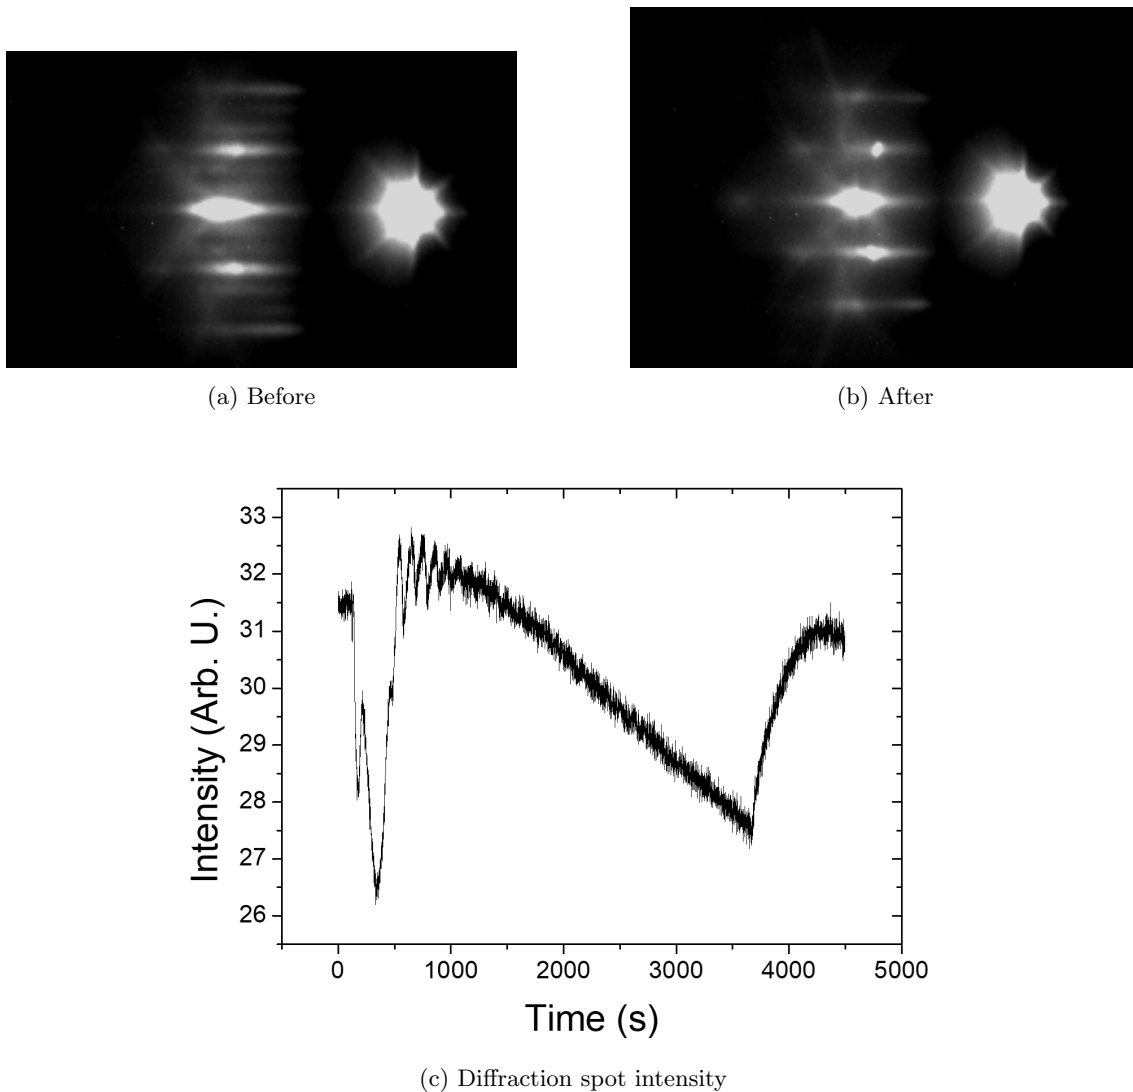 (a) Before
(b) After
33
32
31
30
29
28
27
26
Intensity (Arb. U.)
0 1000 2000 3000 4000 5000
Time (s)
(c) Diffraction spot intensity